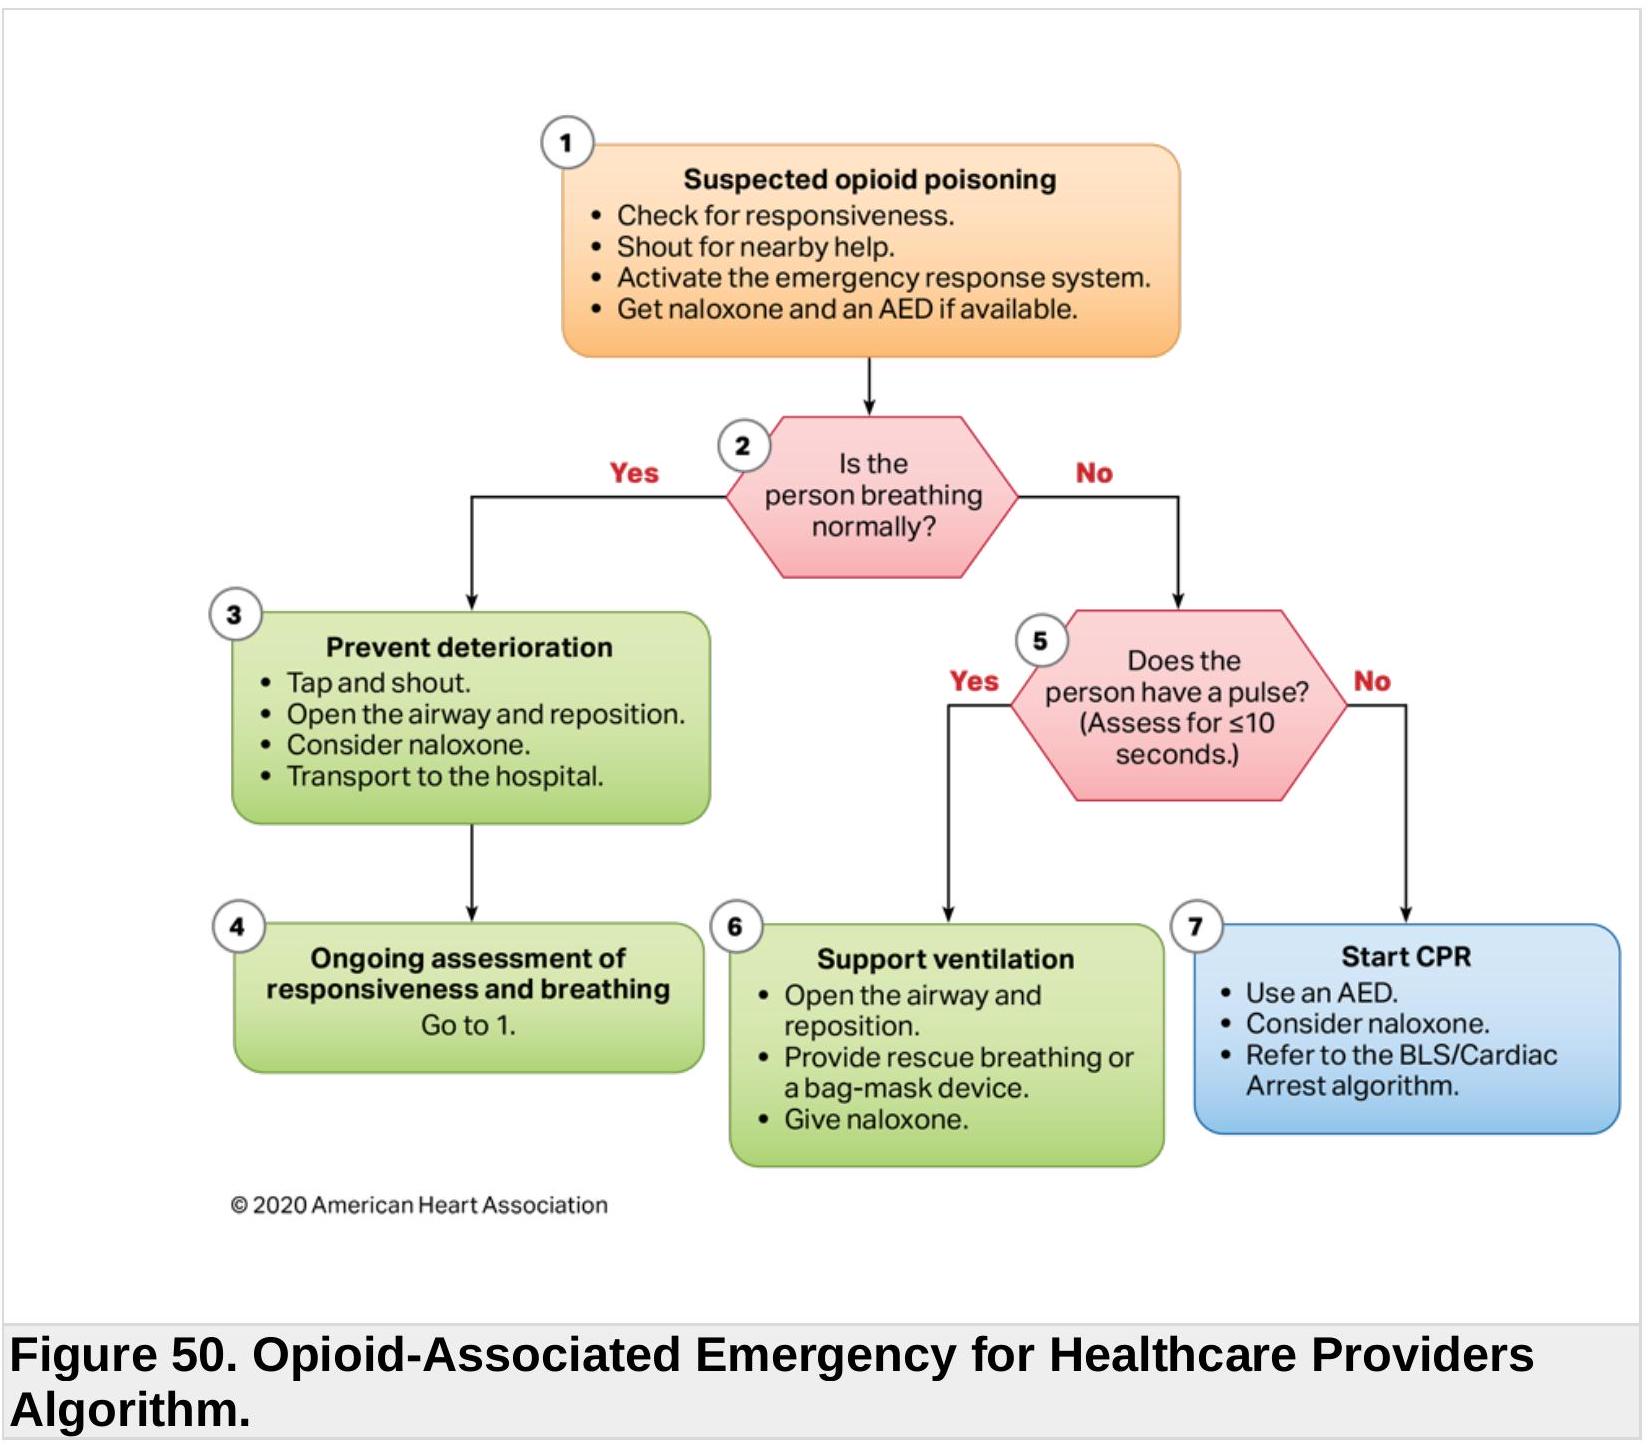 1
Suspected opioid poisoning
• Check for responsiveness.
• Shout for nearby help.
• Activate the emergency response system.
• Get naloxone and an AED if available.
2
Is the
person breathing
normally?
Yes
No
3
Prevent deterioration
• Tap and shout.
• Open the airway and reposition.
• Consider naloxone.
• Transport to the hospital.
4
Ongoing assessment of
responsiveness and breathing
Go to 1.
5
Does the
person have a pulse?
(Assess for ≤10
seconds.)
Yes
No
6
Support ventilation
• Open the airway and
reposition.
• Provide rescue breathing or
a bag-mask device.
• Give naloxone.
7
Start CPR
• Use an AED.
• Consider naloxone.
• Refer to the BLS/Cardiac
Arrest algorithm.
© 2020 American Heart Association
Figure 50. Opioid-Associated Emergency for Healthcare Providers
Algorithm.